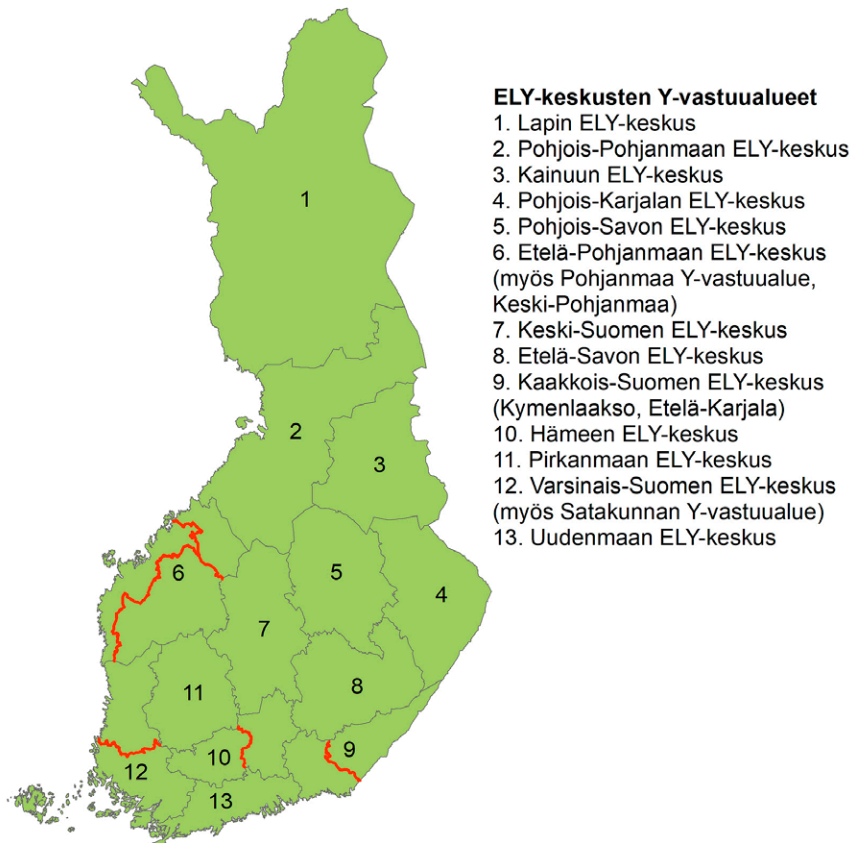 ELY-keskusten Y-vastuualueet
1. Lapin ELY-keskus
2. Pohjois-Pohjanmaan ELY-keskus
3. Kainuun ELY-keskus
4. Pohjois-Karjalan ELY-keskus
5. Pohjois-Savon ELY-keskus
6. Etelä-Pohjanmaan ELY-keskus
(myös Pohjanmaa Y-vastuualue,
Keski-Pohjanmaa)
7. Keski-Suomen ELY-keskus
8. Etelä-Savon ELY-keskus
9. Kaakkois-Suomen ELY-keskus
(Kymenlaakso, Etelä-Karjala)
10. Hämeen ELY-keskus
11. Pirkanmaan ELY-keskus
12. Varsinais-Suomen ELY-keskus
(myös Satakunnan Y-vastuualue)
13. Uudenmaan ELY-keskus
1
2
3
6
5
4
7
11
8
9
10
12
13